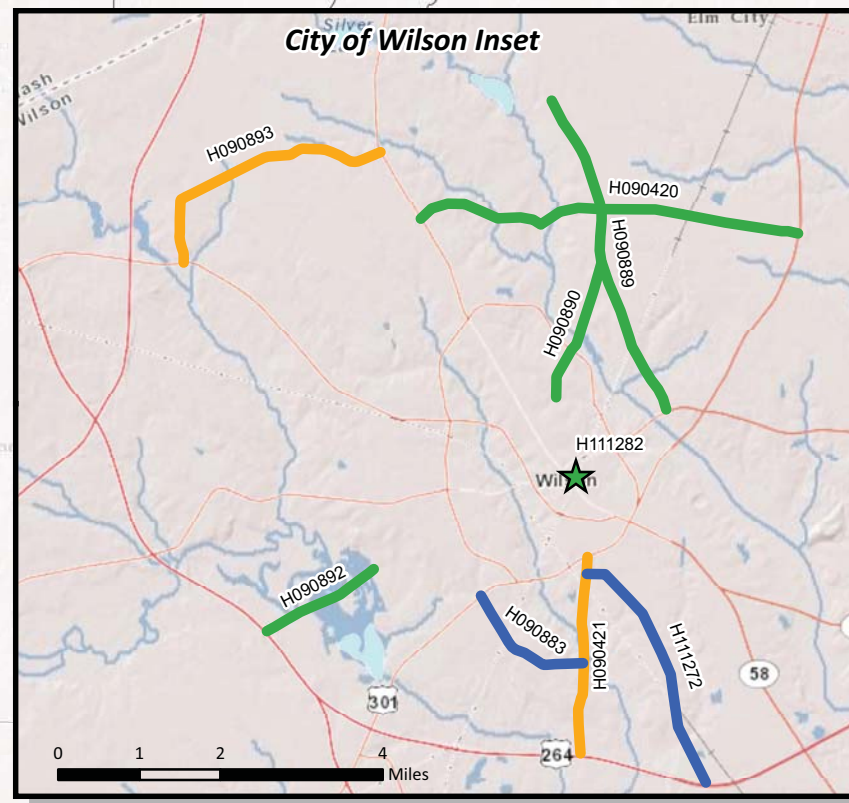 Elm City
Silver
City of Wilson Inset
ash
Wilson
H090893
H090420
H090889
H090890
H111282
H090892
H090883
H090421
H111272
58
301
264
0 1 2 4
Miles